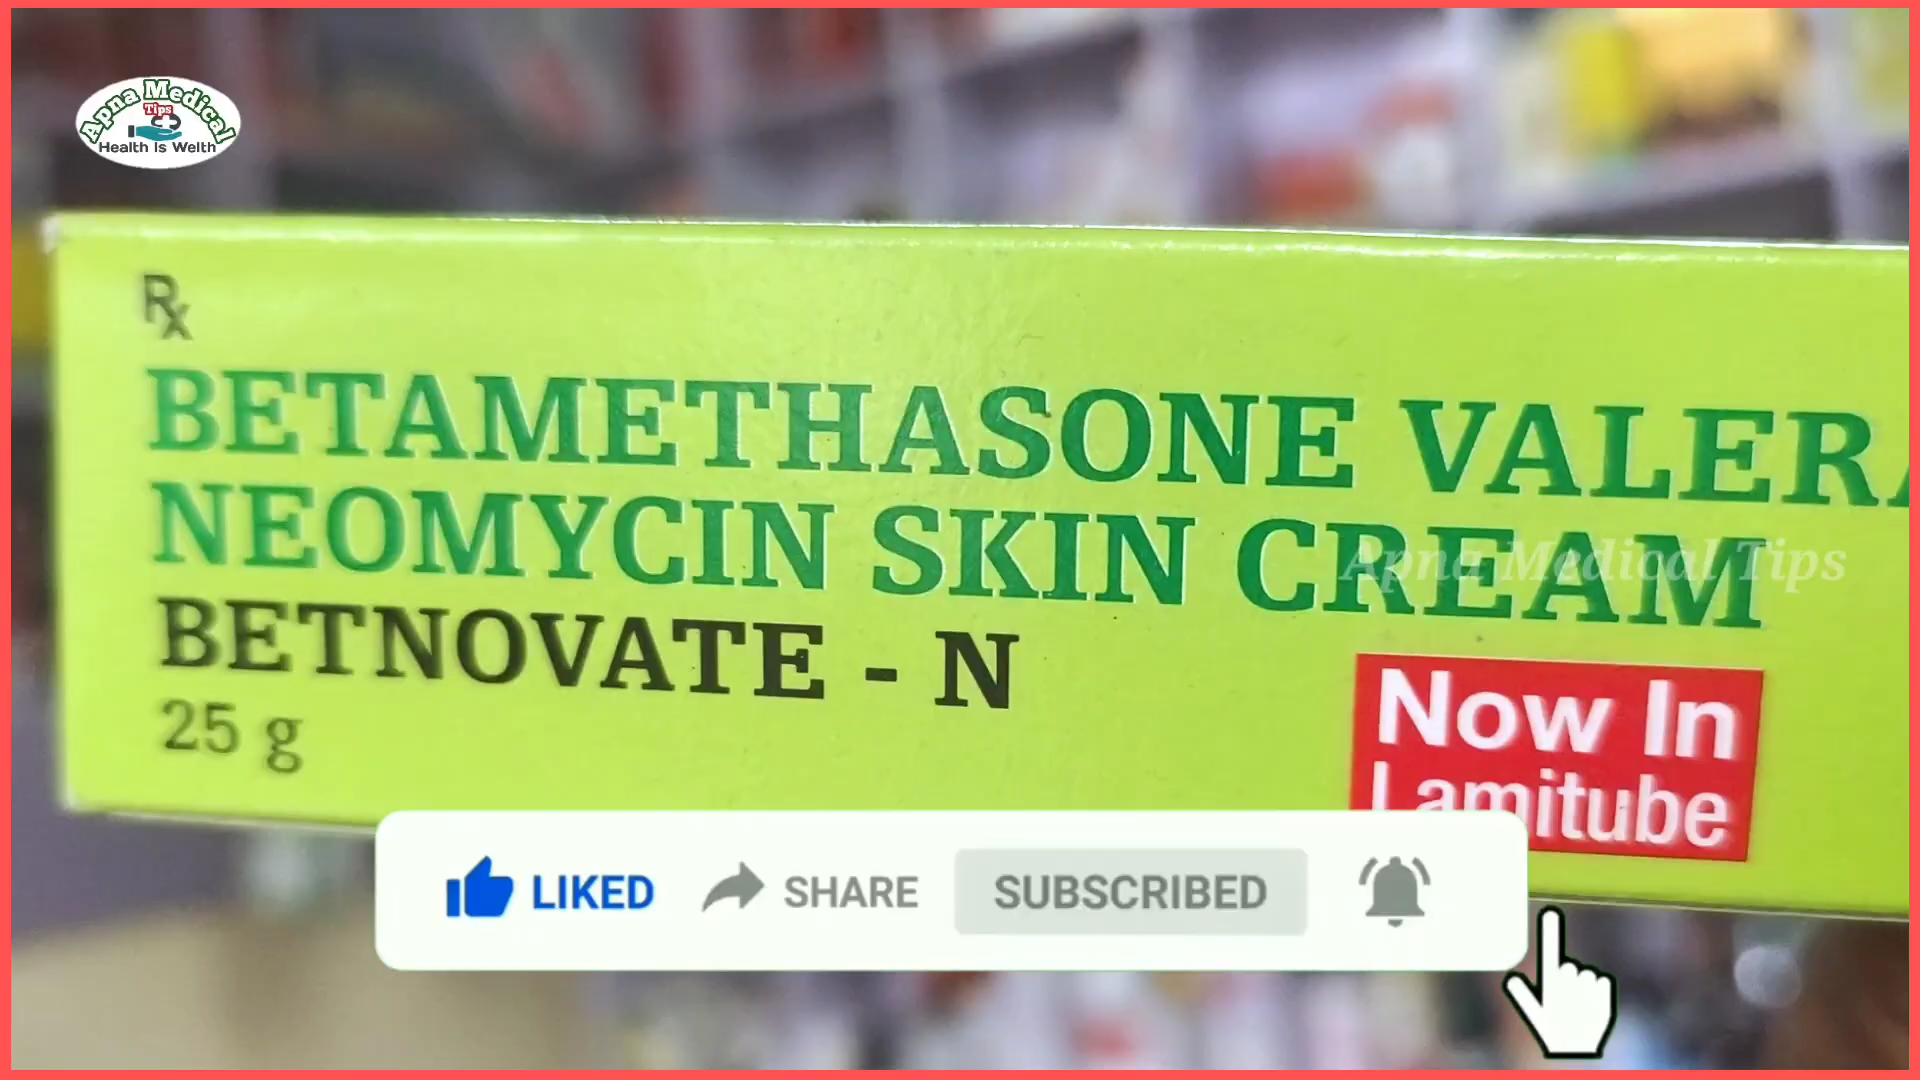 Apna Medical
Tips
Health Is Welth
Rx
BETAMETHASONE VALERA
NEOMYCIN SKIN CREAM
Apna Medical Tips
BETNOVATE - N
25 g
Now In
Lamitube
LIKED SHARE SUBSCRIBED